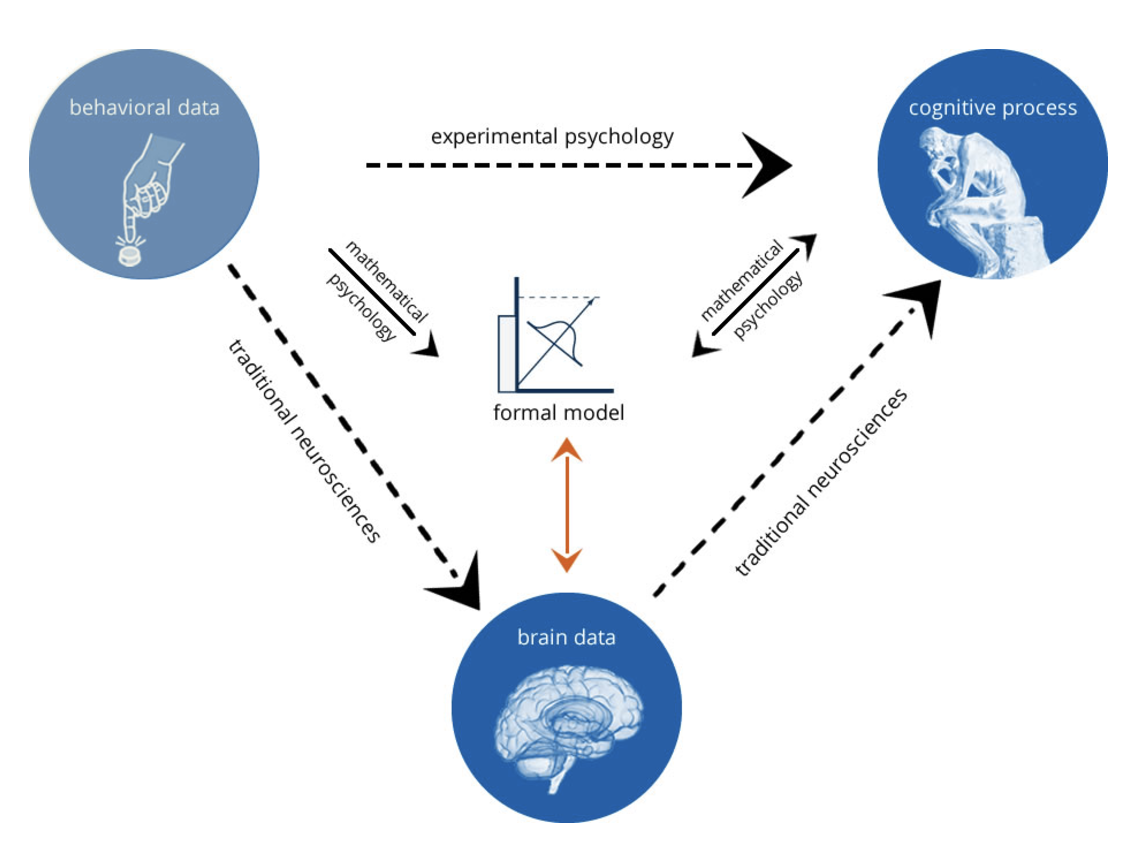 behavioral data
experimental psychology
cognitive process
mathematical
psychology
mathematical
psychology
formal model
traditional neurosciences
traditional neurosciences
brain data